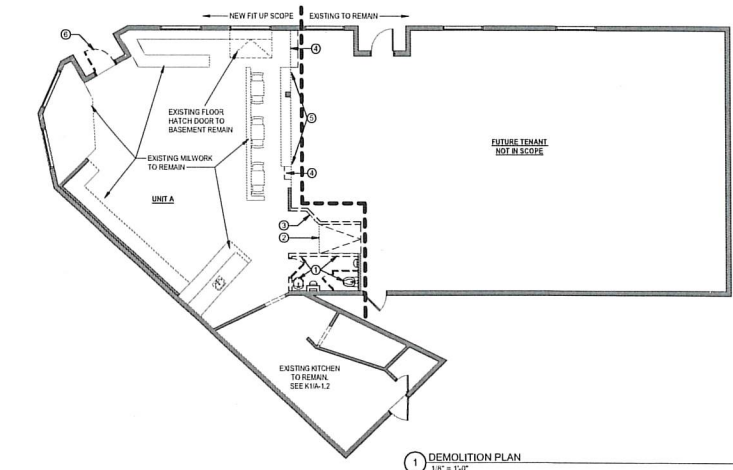 NEW FIT UP SCOPE EXISTING TO REMAIN
6
4
EXISTING FLOOR
HATCH DOOR TO
BASEMENT REMAIN
5
FUTURE TENANT
NOT IN SCOPE
EXISTING MILWORK
TO REMAIN
4
UNIT A
3
2
1
EXISTING KITCHEN
TO REMAIN.
SEE K1/A-1.2
1 DEMOLITION PLAN
1/8" = 1'-0"